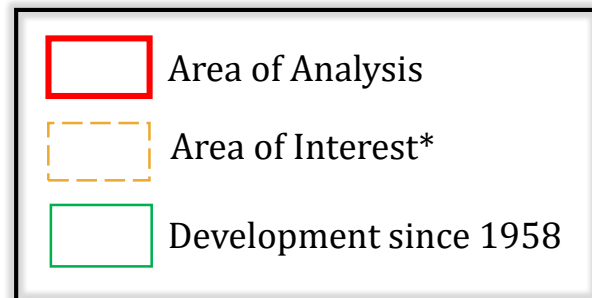 Area of Analysis
Area of Interest*
Development since 1958